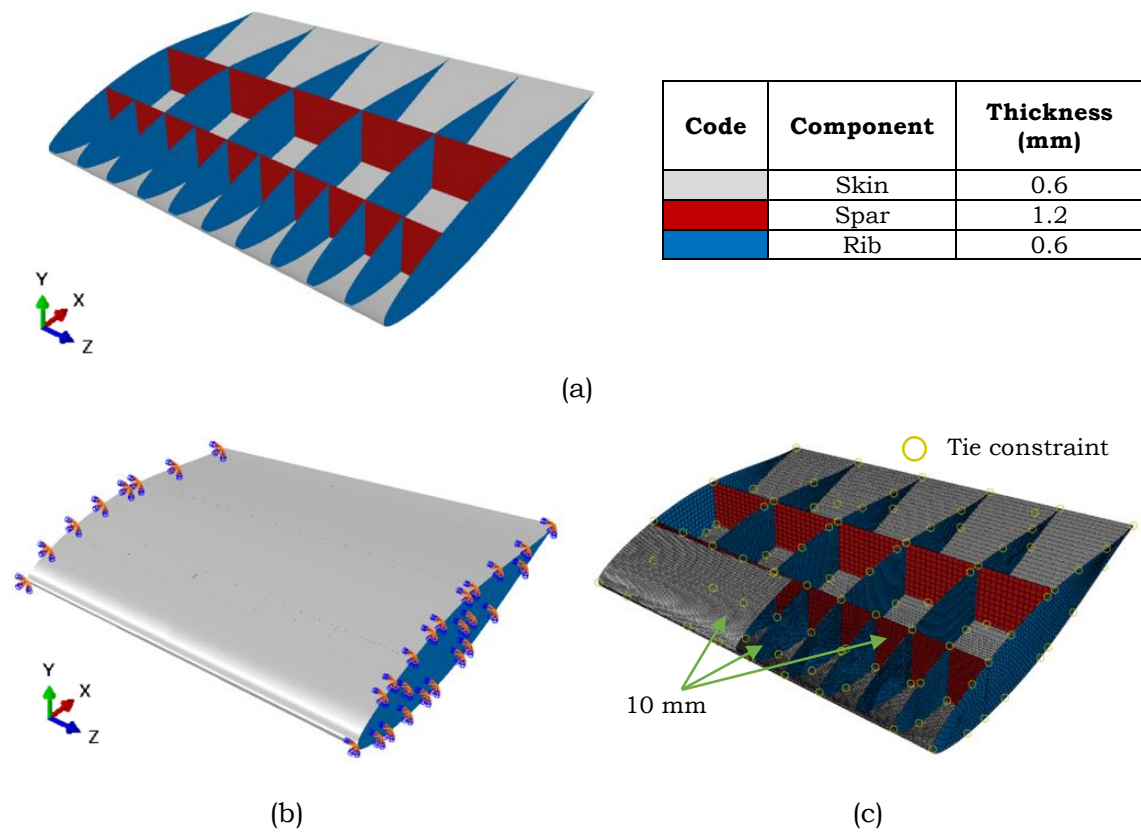 Code Component Thickness (mm)
Skin 0.6
Spar 1.2
Rib 0.6
Y
X
Z
(a)
Tie constraint
10 mm
Y
X
Z
(b) (c)